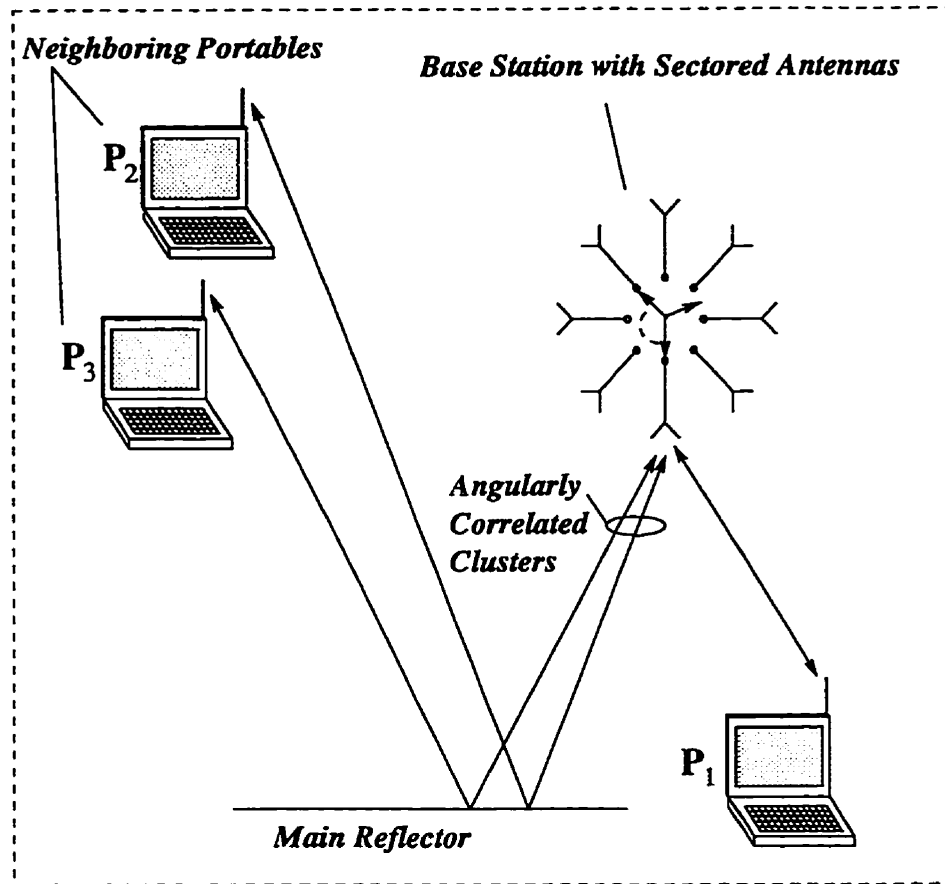 Neighboring Portables
Base Station with Sectored Antennas
P2
P3
Angularly
Correlated
Clusters
P1
Main Reflector